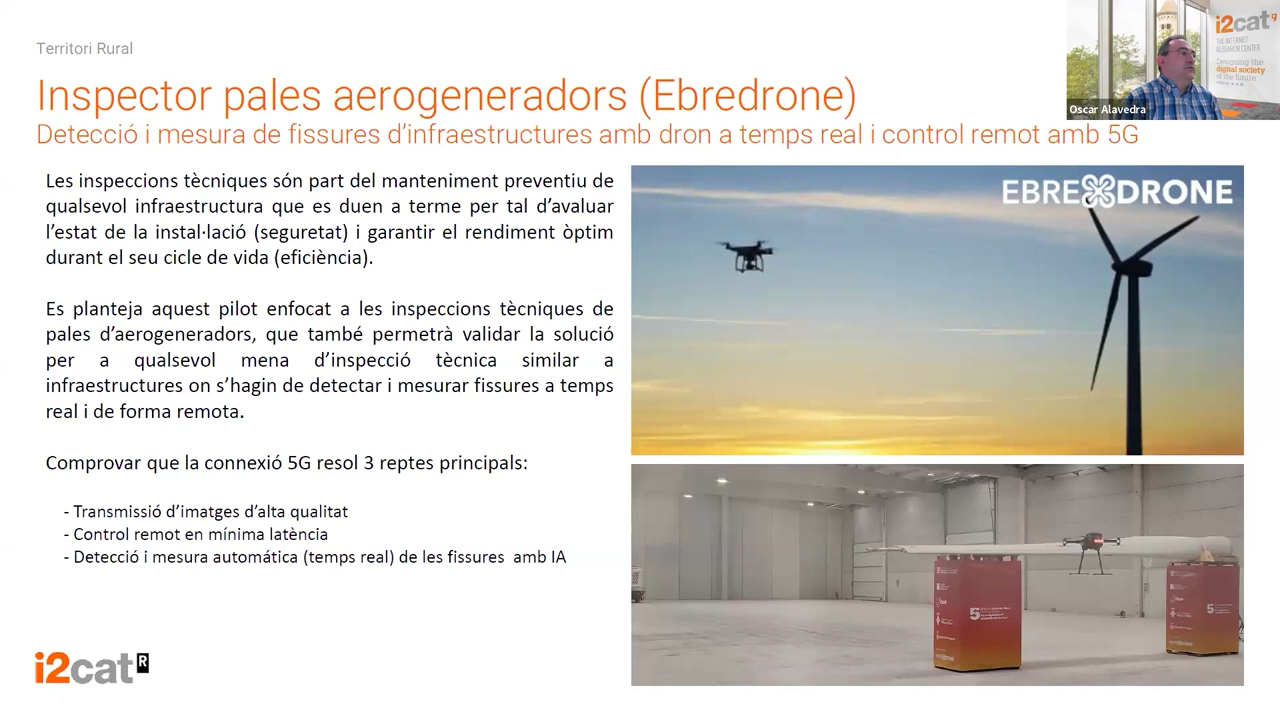 Territori Rural
Inspector pales aerogeneradors (Ebredrone)
Detecció i mesura de fissures d'infraestructures amb dron a temps real i control remot amb 5G
Les inspeccions tècniques són part del manteniment preventiu de
qualsevol infraestructura que es duen a terme per tal d'avaluar
l'estat de la instal·lació (seguretat) i garantir el rendiment òptim
durant el seu cicle de vida (eficiència).
Es planteja aquest pilot enfocat a les inspeccions tècniques de
pales d'aerogeneradors, que també permetrà validar la solució
per a qualsevol mena d'inspecció tècnica similar a
infraestructures on s'hagin de detectar i mesurar fissures a temps
real i de forma remota.
Comprovar que la connexió 5G resol 3 reptes principals:
- Transmissió d'imatges d'alta qualitat
- Control remot en mínima latència
- Detecció i mesura automática (temps real) de les fissures amb IA
i2cat R
i2cat
THE INTERNET
RESEARCH CENTER
Designing the
digital society
of the future
Oscar Alavedra
EBREDRONE
5
5